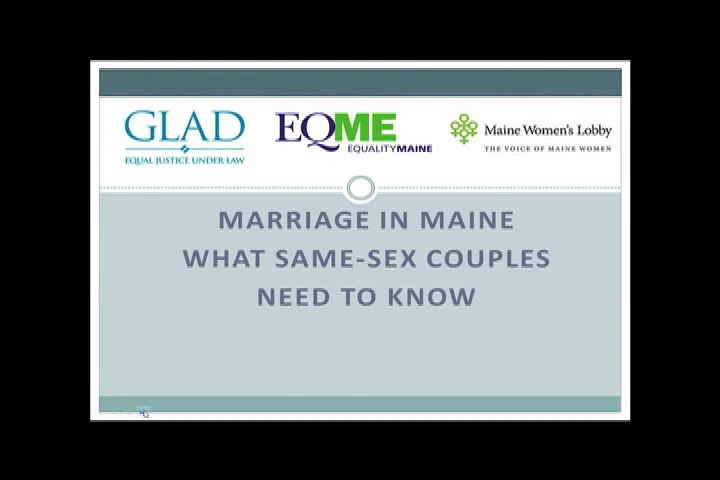 GLAD
EQUAL JUSTICE UNDER LAW
EQME
EQUALITYMAINE
Maine Women's Lobby
THE VOICE OF MAINE WOMEN
MARRIAGE IN MAINE
WHAT SAME-SEX COUPLES
NEED TO KNOW